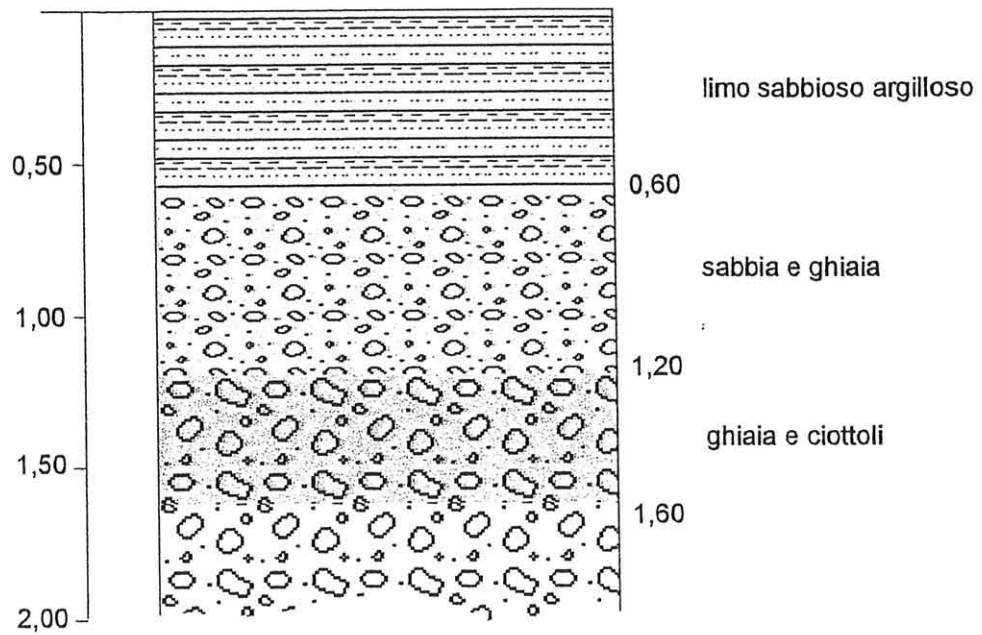 limo sabbioso argilloso
0,50
0,60
sabbia e ghiaia
1,00
1,20
ghiaia e ciottoli
1,50
1,60
2,00